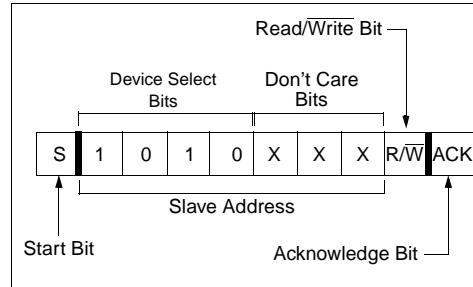 Read/Write Bit
Device Select Bits
Don't Care Bits
S 1 0 1 0 X X X R/W ACK
Slave Address
Start Bit
Acknowledge Bit